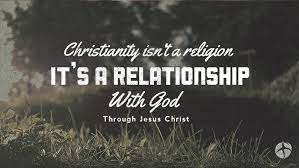 Christianity isn't a religion
IT'S A RELATIONSHIP
With God
Through Jesus Christ